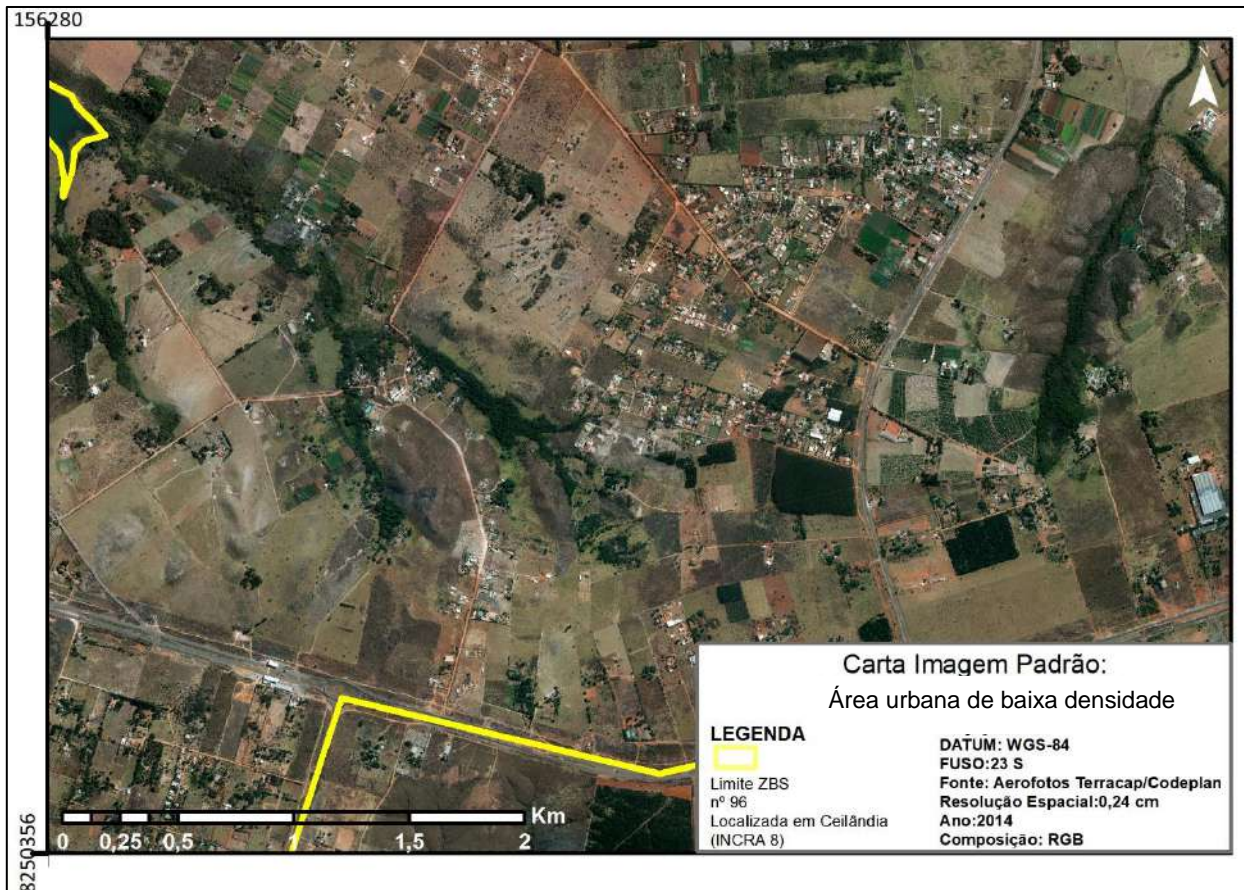 156280
N
Carta Imagem Padrão:
Área urbana de baixa densidade
LEGENDA
Limite ZBS
nº 96
Localizada em Ceilândia
(INCRA 8)
DATUM: WGS-84
FUSO:23 S
Fonte: Aerofotos Terracap/Codeplan
Resolução Espacial:0,24 cm
Ano:2014
Composição: RGB
Km
0 0,25 0,5 1 1,5 2
8250356